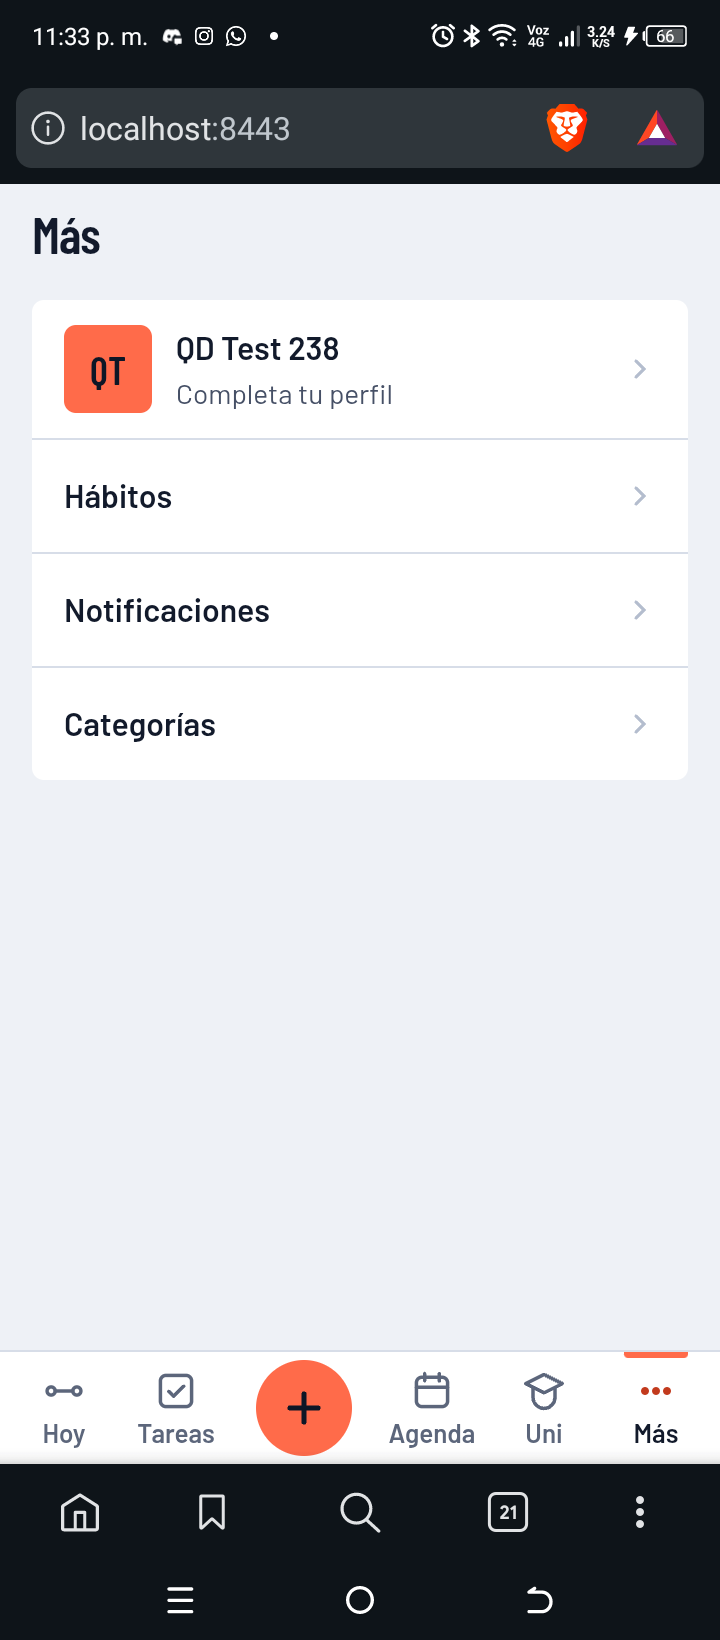 11:33 p. m.
Voz
4G
3.24
K/S
66
localhost:8443
Más
QT
QD Test 238
Completa tu perfil
Hábitos
Notificaciones
Categorías
Hoy
Tareas
Agenda
Uni
Más
21